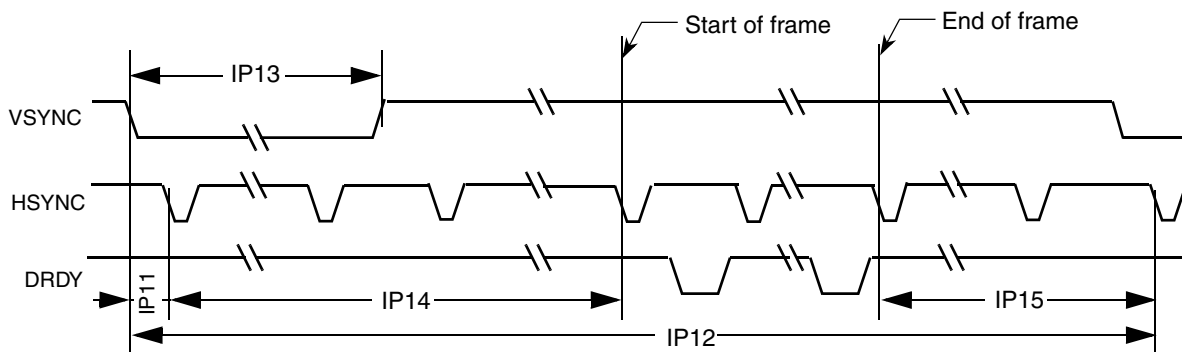 Start of frame
End of frame
IP13
VSYNC
HSYNC
DRDY
IP11
IP14
IP15
IP12